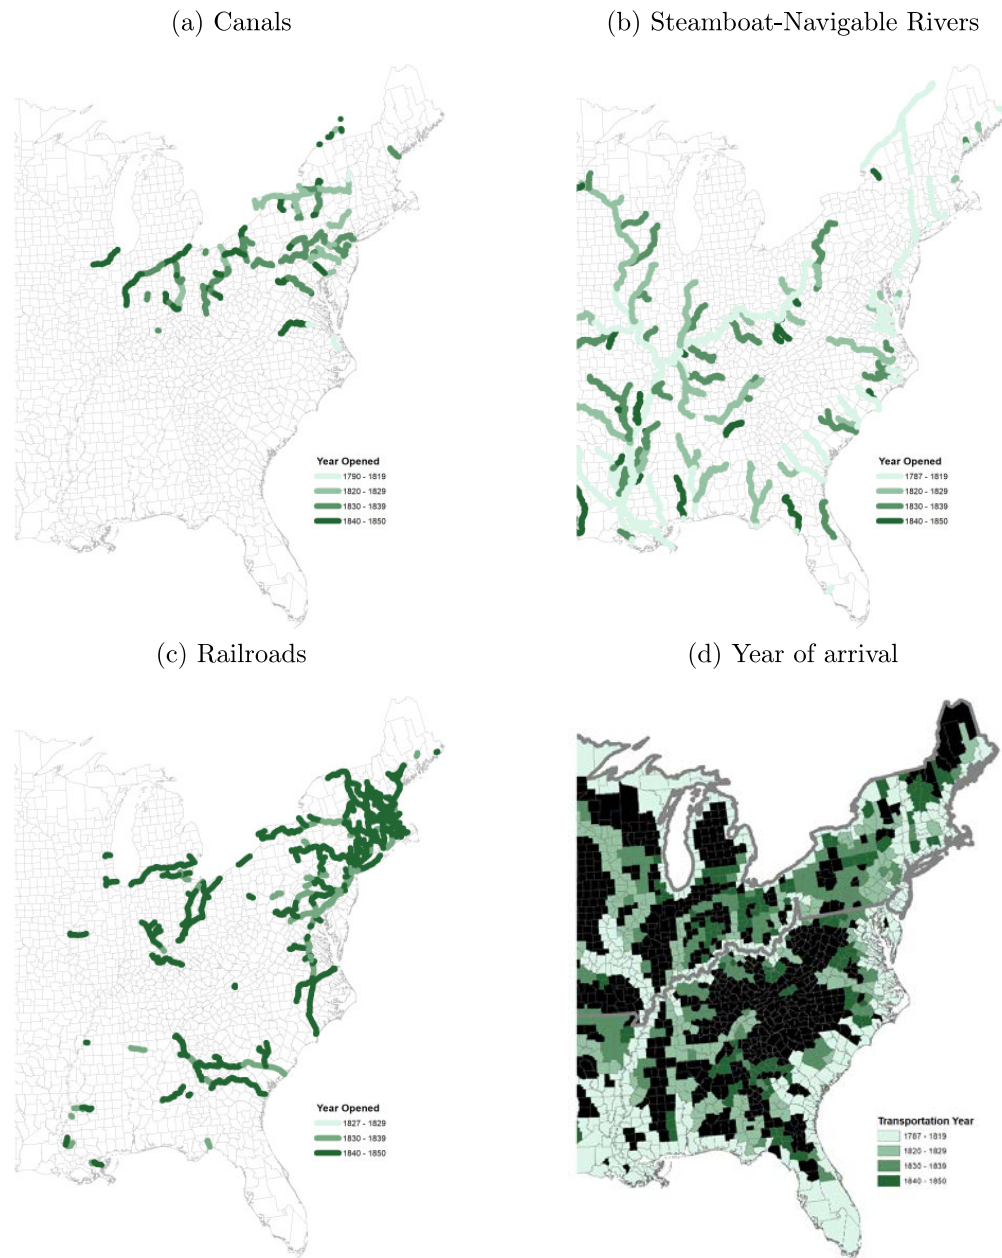 (a) Canals
(b) Steamboat-Navigable Rivers
Year Opened
1790 - 1819
1820 - 1829
1830 - 1839
1840 - 1850
Year Opened
1787 - 1819
1820 - 1829
1830 - 1839
1840 - 1850
(c) Railroads
(d) Year of arrival
Year Opened
1827 - 1829
1830 - 1839
1840 - 1850
Transportation Year
1787 - 1819
1820 - 1829
1830 - 1839
1840 - 1850